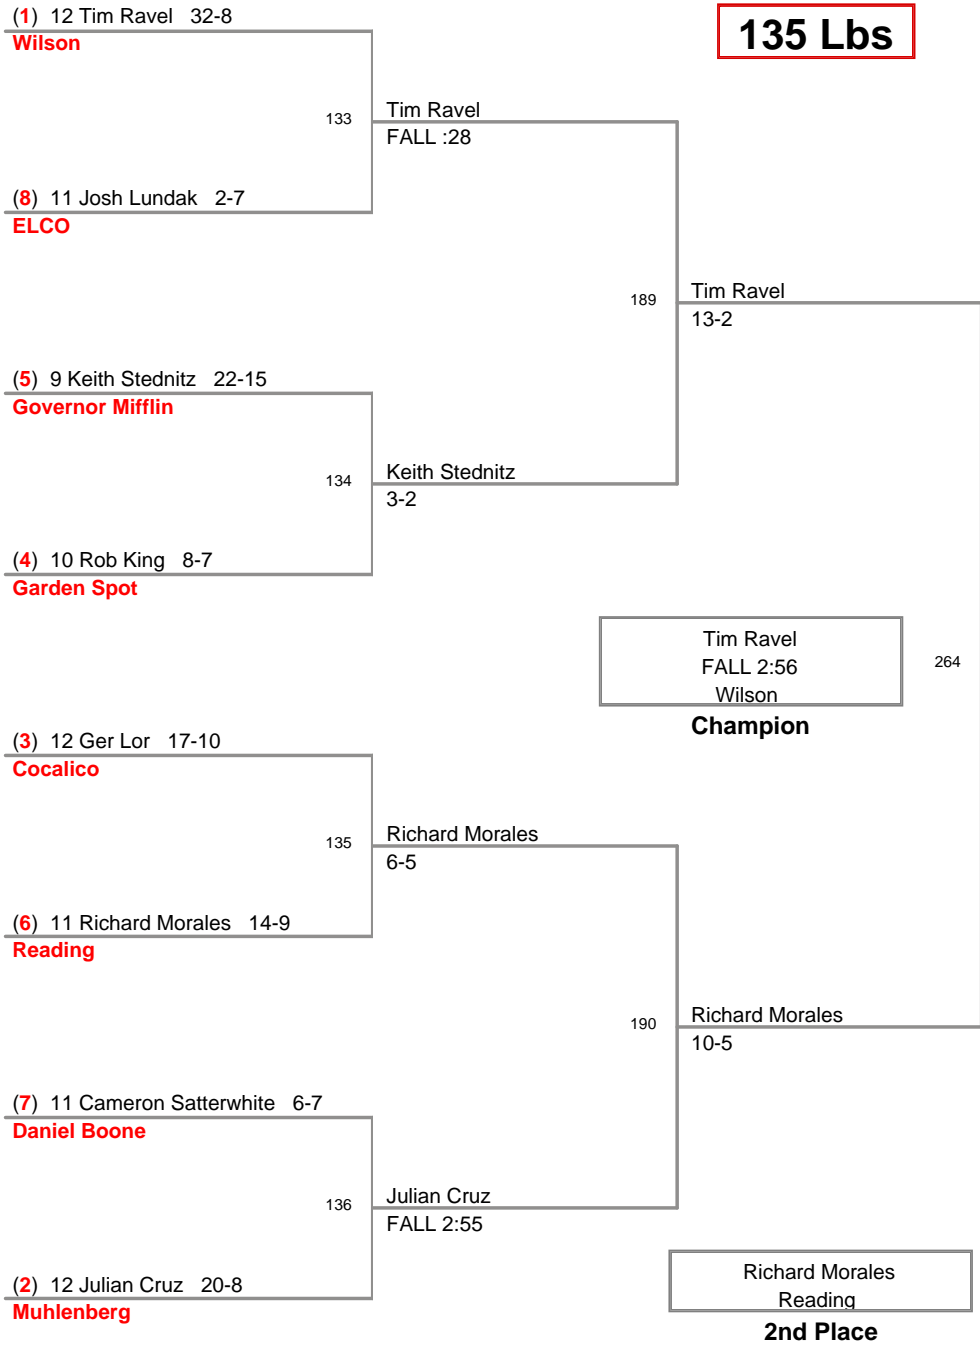 (1) 12 Tim Ravel 32-8
Wilson
135 Lbs
133
Tim Ravel
FALL :28
(8) 11 Josh Lundak 2-7
ELCO
189
Tim Ravel
13-2
(5) 9 Keith Stednitz 22-15
Governor Mifflin
134
Keith Stednitz
3-2
(4) 10 Rob King 8-7
Garden Spot
Tim Ravel
FALL 2:56
Wilson
Champion
264
(3) 12 Ger Lor 17-10
Cocalico
135
Richard Morales
6-5
(6) 11 Richard Morales 14-9
Reading
190
Richard Morales
10-5
(7) 11 Cameron Satterwhite 6-7
Daniel Boone
136
Julian Cruz
FALL 2:55
(2) 12 Julian Cruz 20-8
Muhlenberg
Richard Morales
Reading
2nd Place